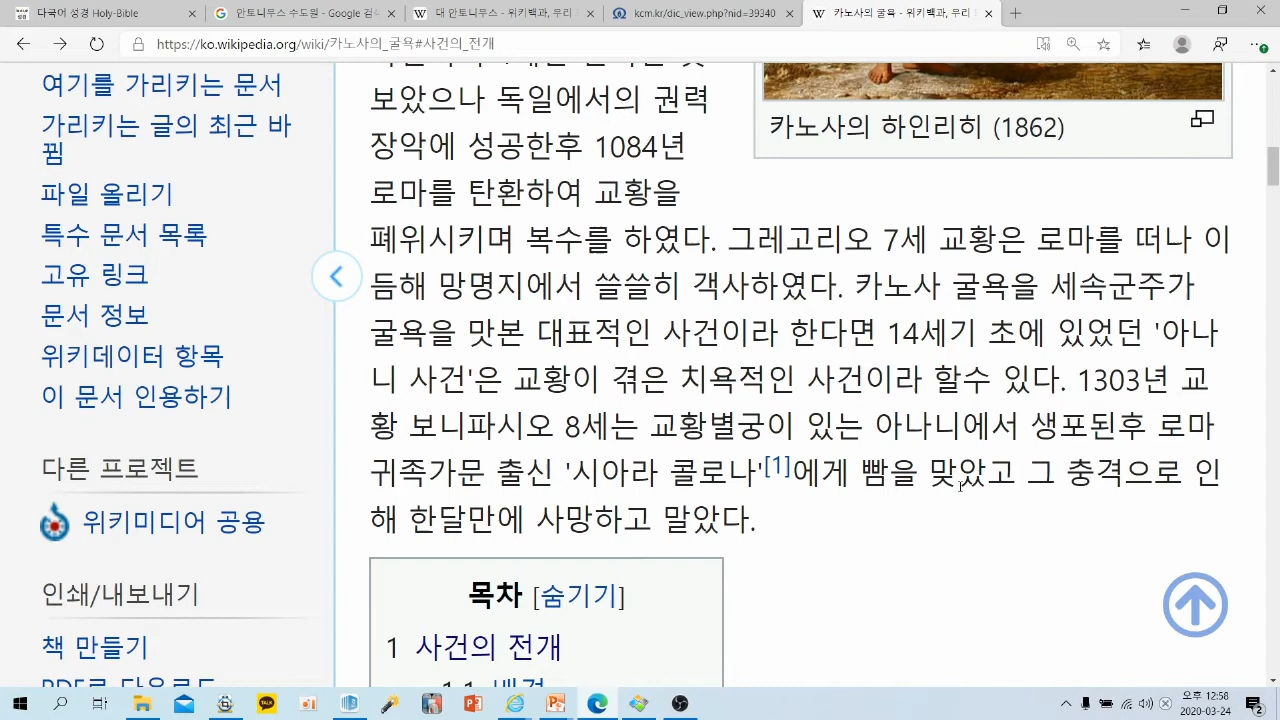 다국어 성경 Holy-Bible
안토니우스 수도원 - Google 검색
대 안토니우스 - 위키백과, 우리
kcm.kr/dic_view.php?nid=39340
카노사의 굴욕 - 위키백과, 우리
https://ko.wikipedia.org/wiki/카노사의_굴욕#사건의_전개
여기를 가리키는 문서
가리키는 글의 최근 바
뀜
파일 올리기
특수 문서 목록
고유 링크
문서 정보
위키데이터 항목
이 문서 인용하기
다른 프로젝트
위키미디어 공용
인쇄/내보내기
책 만들기
PDF로 다운로드
보았으나 독일에서의 권력
장악에 성공한후 1084년
로마를 탄환하여 교황을
폐위시키며 복수를 하였다. 그레고리오 7세 교황은 로마를 떠나 이
듬해 망명지에서 쓸쓸히 객사하였다. 카노사 굴욕을 세속군주가
굴욕을 맛본 대표적인 사건이라 한다면 14세기 초에 있었던 '아나
니 사건'은 교황이 겪은 치욕적인 사건이라 할수 있다. 1303년 교
황 보니파시오 8세는 교황별궁이 있는 아나니에서 생포된후 로마
귀족가문 출신 '시아라 콜로나'[1]에게 뺨을 맞았고 그 충격으로 인
해 한달만에 사망하고 말았다.
카노사의 하인리히 (1862)
목차 [숨기기]
1 사건의 전개
1.1 배경
오후 12:58
2020-03-24